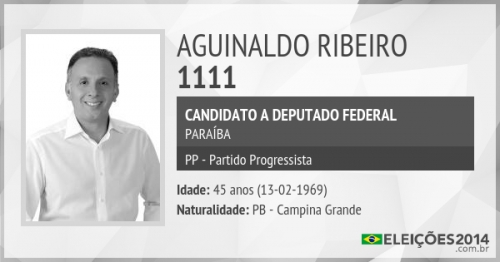 AGUINALDO RIBEIRO
1111
CANDIDATO A DEPUTADO FEDERAL
PARAÍBA
PP - Partido Progressista
Idade: 45 anos (13-02-1969)
Naturalidade: PB - Campina Grande
ELEIÇÕES2014
.com.br